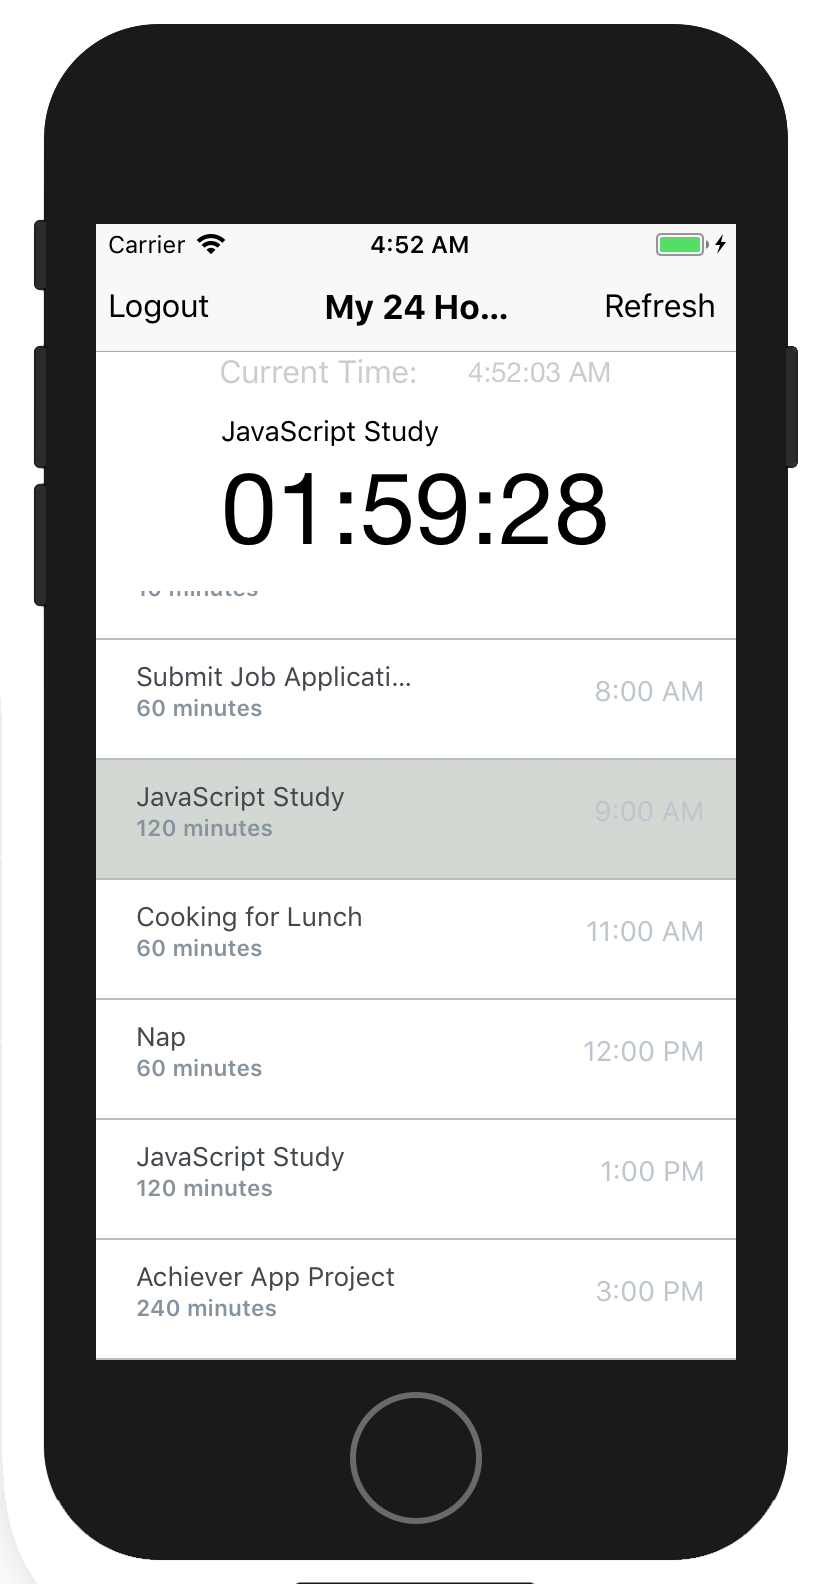 Carrier 4:52 AM
Logout My 24 Ho... Refresh
Current Time: 4:52:03 AM
JavaScript Study
01:59:28
minutes
Submit Job Applicati...
60 minutes
8:00 AM
JavaScript Study
120 minutes
9:00 AM
Cooking for Lunch
60 minutes
11:00 AM
Nap
60 minutes
12:00 PM
JavaScript Study
120 minutes
1:00 PM
Achiever App Project
240 minutes
3:00 PM